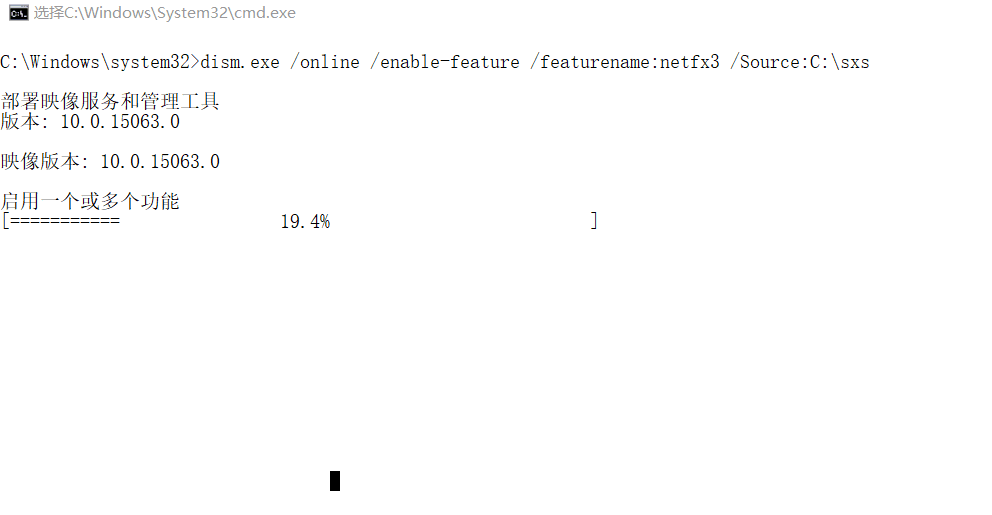 选择C:\Windows\System32\cmd.exe
C:\Windows\system32>dism.exe /online /enable-feature /featurename:netfx3 /Source:C:\sxs
部署映像服务和管理工具
版本: 10.0.15063.0
映像版本: 10.0.15063.0
启用一个或多个功能
[===========                19.4%                          ]